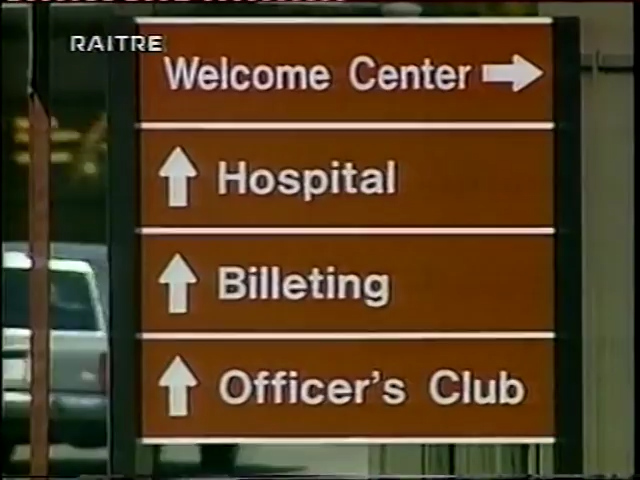 RAITRE
Welcome Center
Hospital
Billeting
Officer's Club